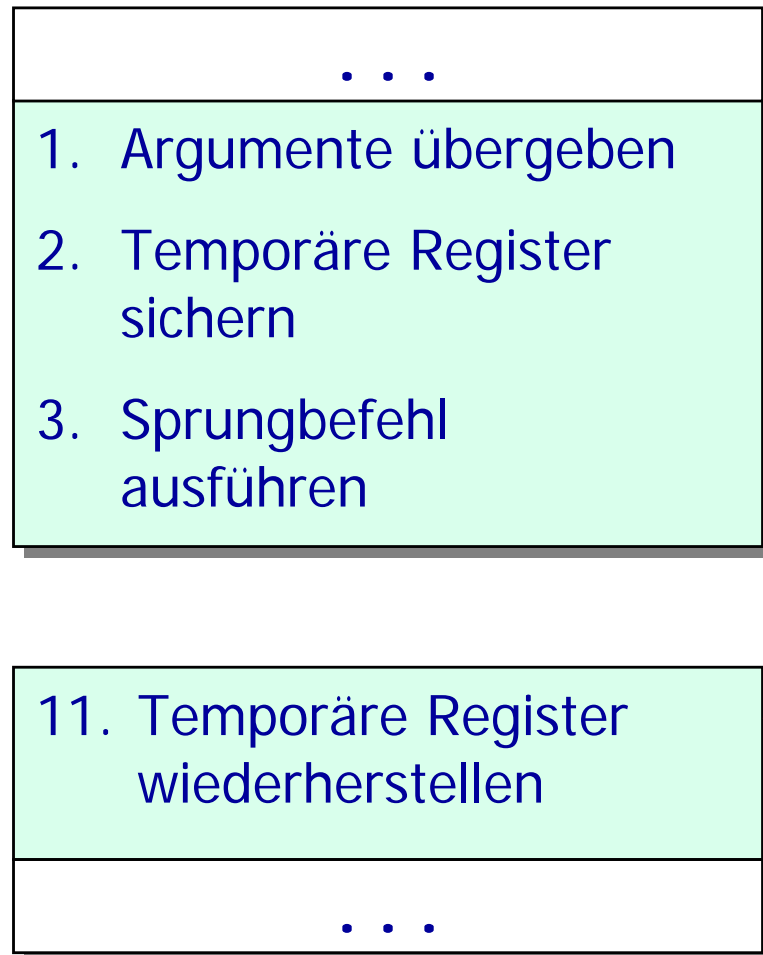 . . .
1. Argumente übergeben
2. Temporäre Register
sichern
3. Sprungbefehl
ausführen
11. Temporäre Register
wiederherstellen
. . .